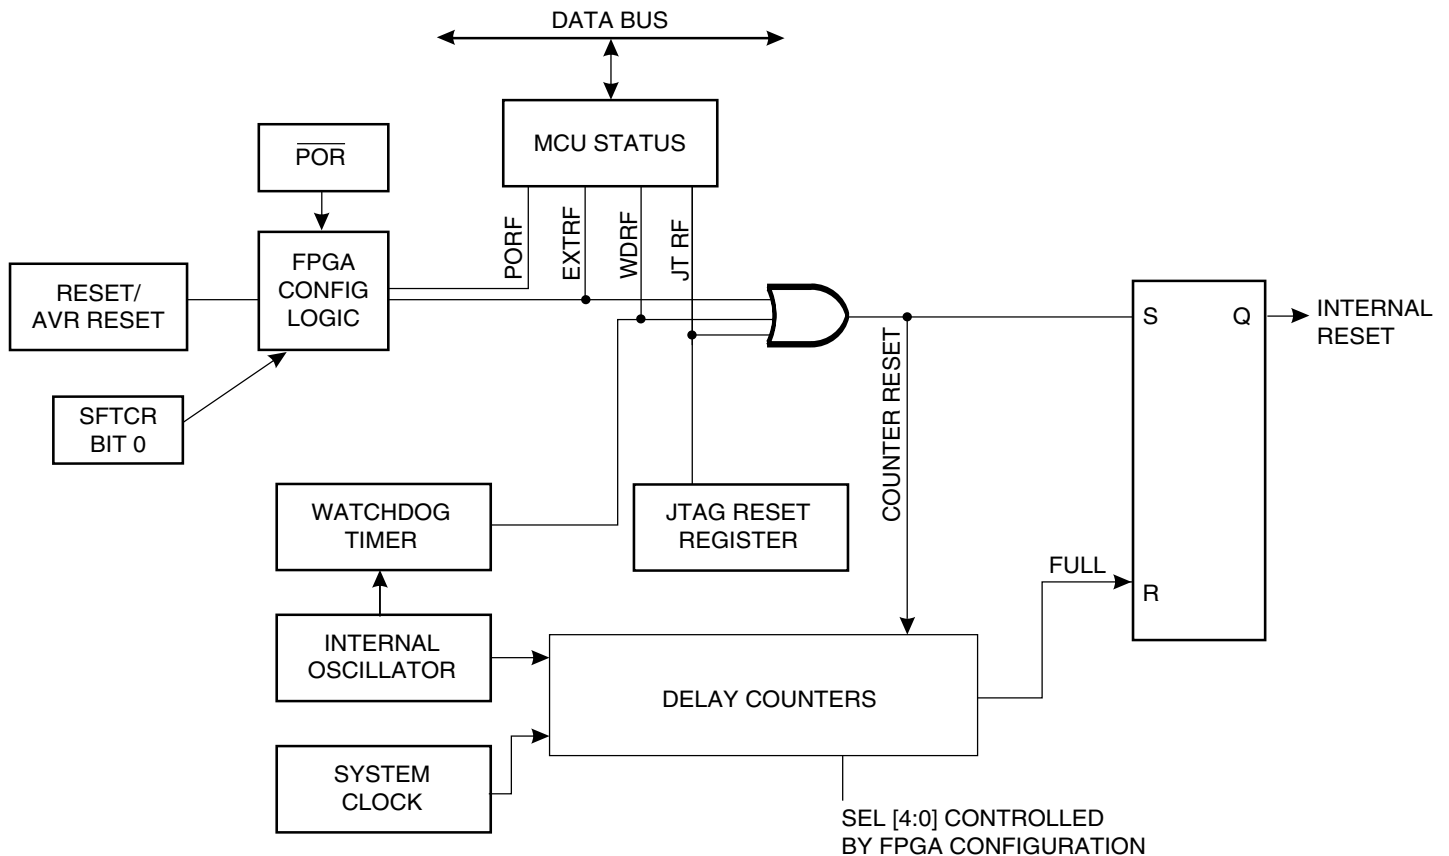 DATA BUS
MCU STATUS
POR
FPGA
CONFIG
LOGIC
RESET/
AVR RESET
SFTCR
BIT 0
PORF
EXTRF
WDRF
JT RF
COUNTER RESET
S
Q
INTERNAL
RESET
WATCHDOG
TIMER
JTAG RESET
REGISTER
FULL
R
INTERNAL
OSCILLATOR
DELAY COUNTERS
SYSTEM
CLOCK
SEL [4:0] CONTROLLED
BY FPGA CONFIGURATION